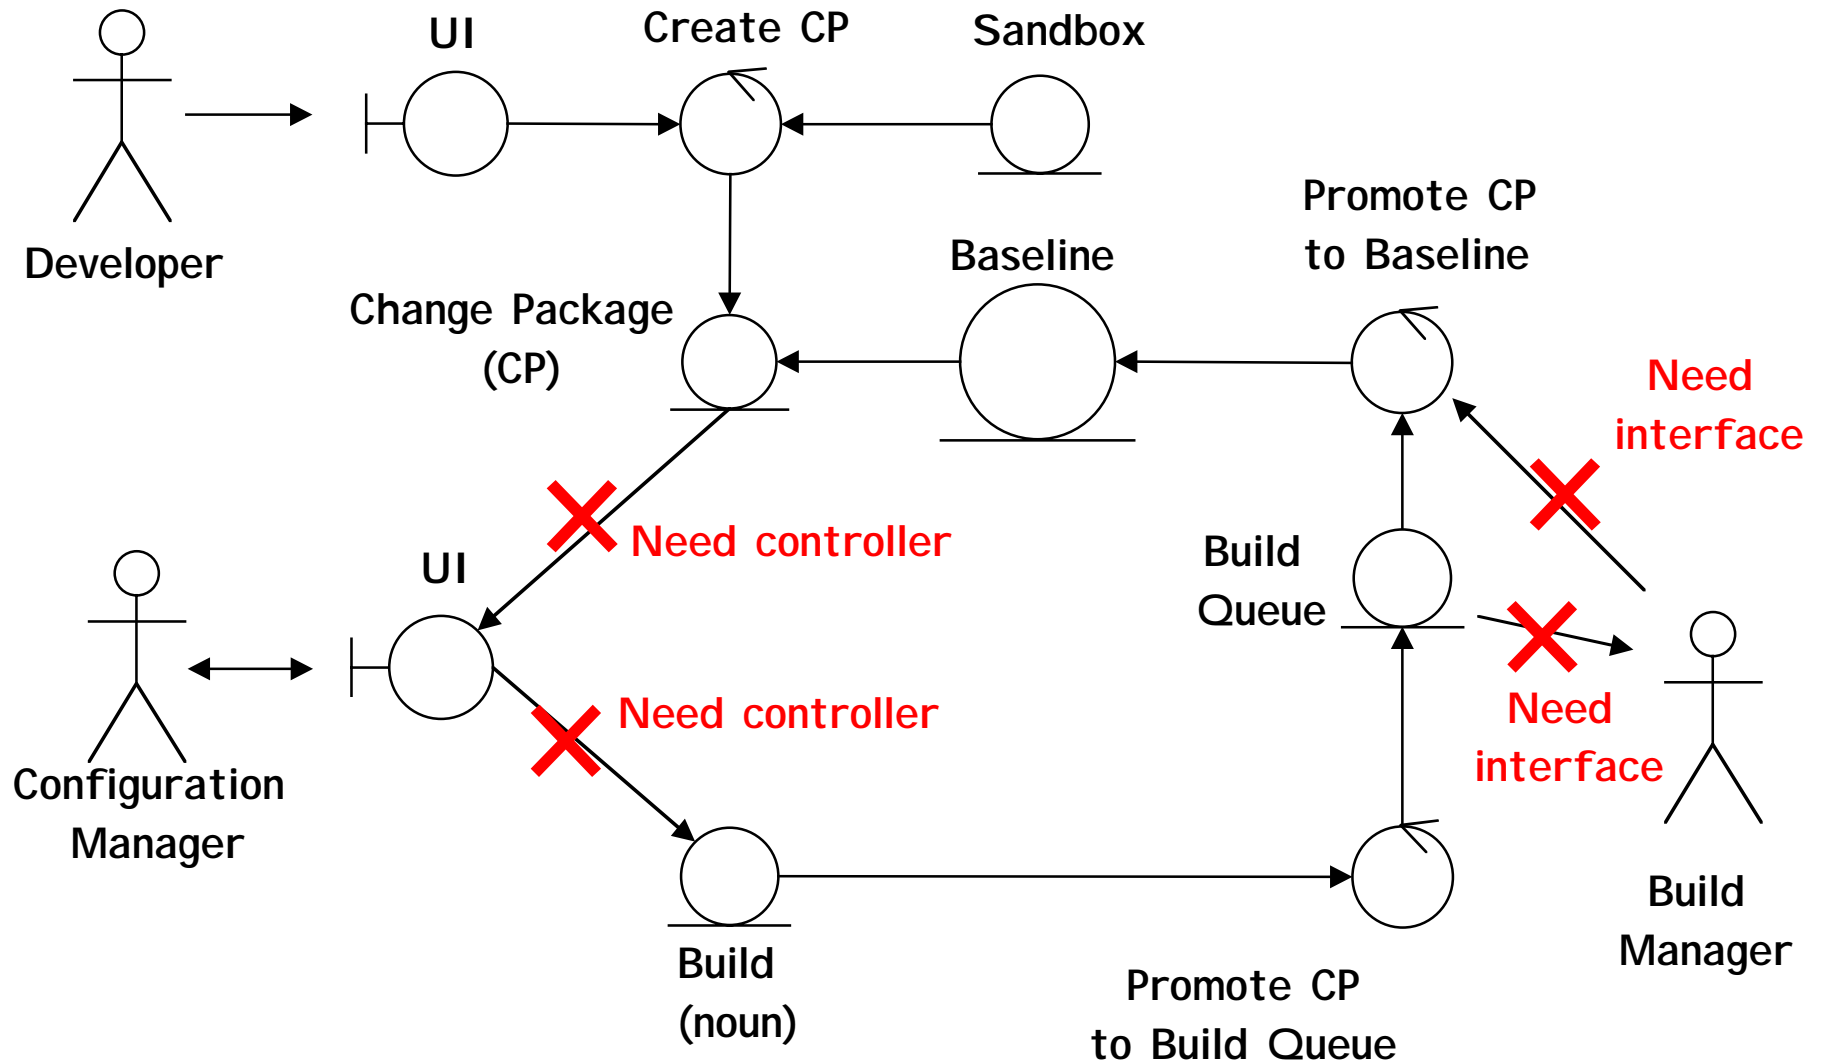 UI
Create CP
Sandbox
Developer
Promote CP
to Baseline
Baseline
Change Package
(CP)
Need
interface
Need controller
UI
Build
Queue
Need controller
Need
interface
Configuration
Manager
Build
Manager
Build
(noun)
Promote CP
to Build Queue